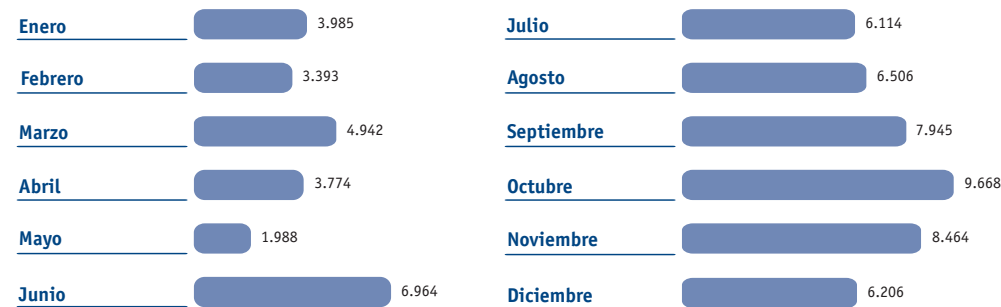 Enero 3.985
Febrero 3.393
Marzo 4.942
Abril 3.774
Mayo 1.988
Junio 6.964
Julio 6.114
Agosto 6.506
Septiembre 7.945
Octubre 9.668
Noviembre 8.464
Diciembre 6.206